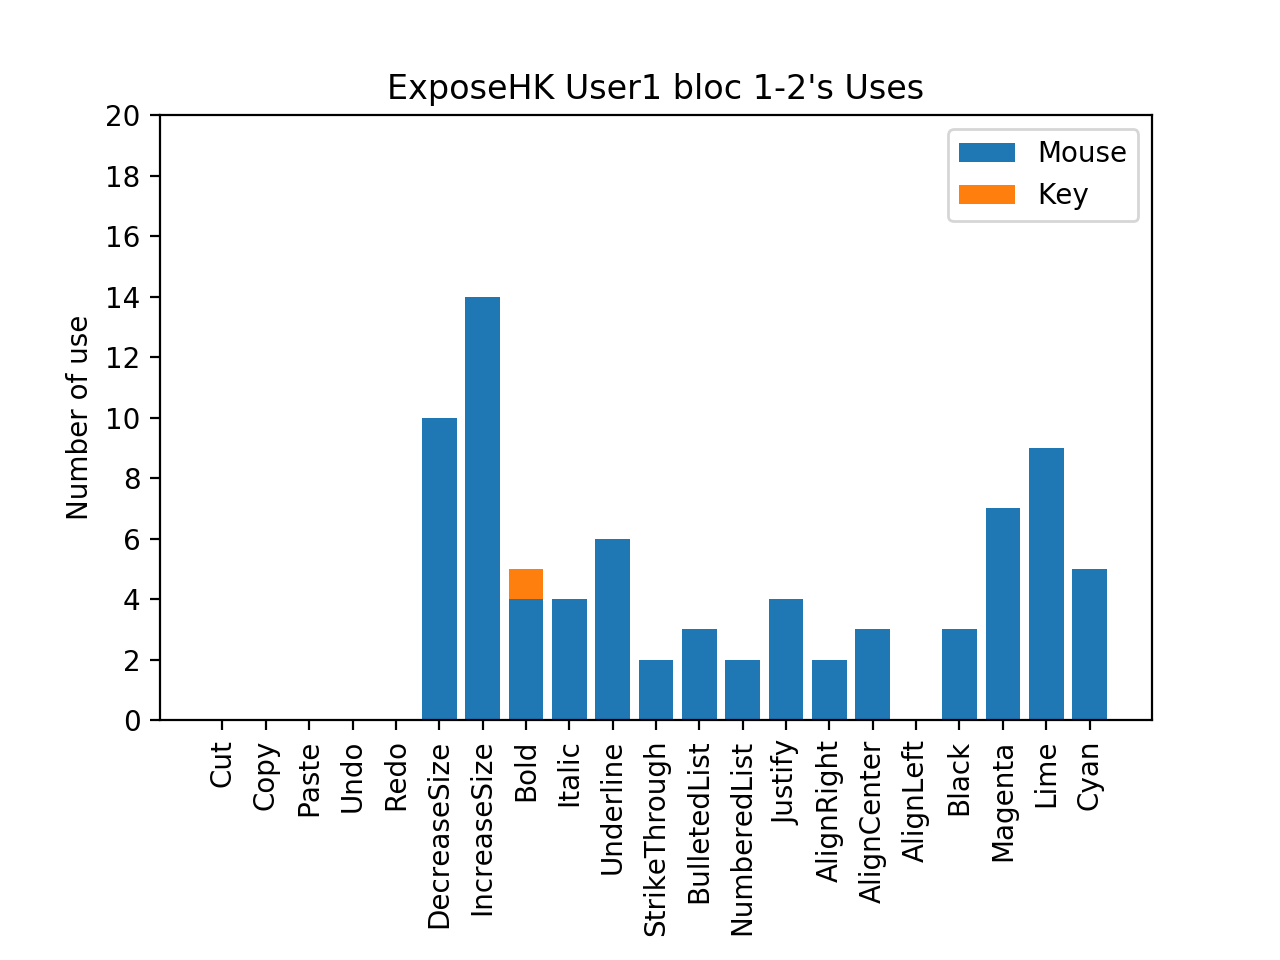 ExposeHK User1 bloc 1-2's Uses
20
18
16
14
12
10
8
6
4
2
0
Number of use
Mouse
Key
Cut
Copy
Paste
Undo
Redo
DecreaseSize
IncreaseSize
Bold
Italic
Underline
StrikeThrough
BulletedList
NumberedList
Justify
AlignRight
AlignCenter
AlignLeft
Black
Magenta
Lime
Cyan